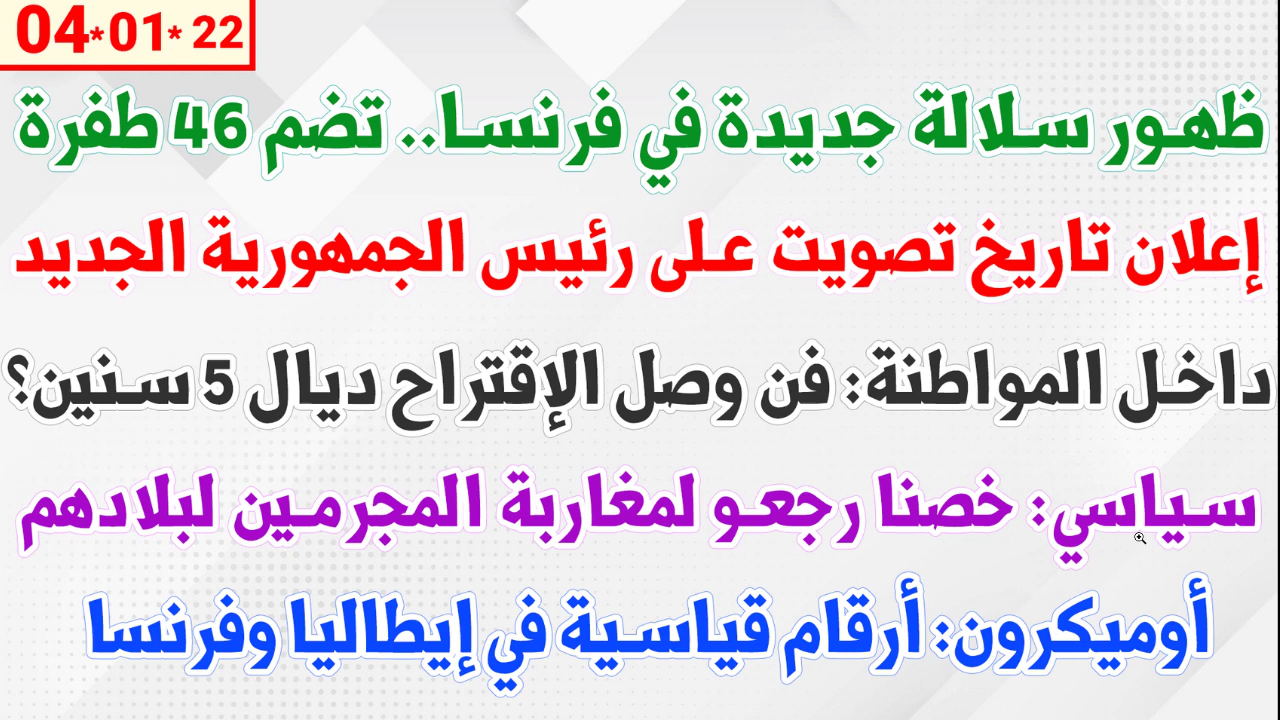 04*01* 22
ظهور سلالة جديدة في فرنسا.. تضم 46 طفرة
إعلان تاريخ تصويت على رئيس الجمهورية الجديد
داخل المواطنة: فن وصل الإقتراح ديال 5 سنين؟
سياسي: خصنا رجعو لمغاربة المجرمين لبلادهم
أوميكرون: أرقام قياسية في إيطاليا وفرنسا